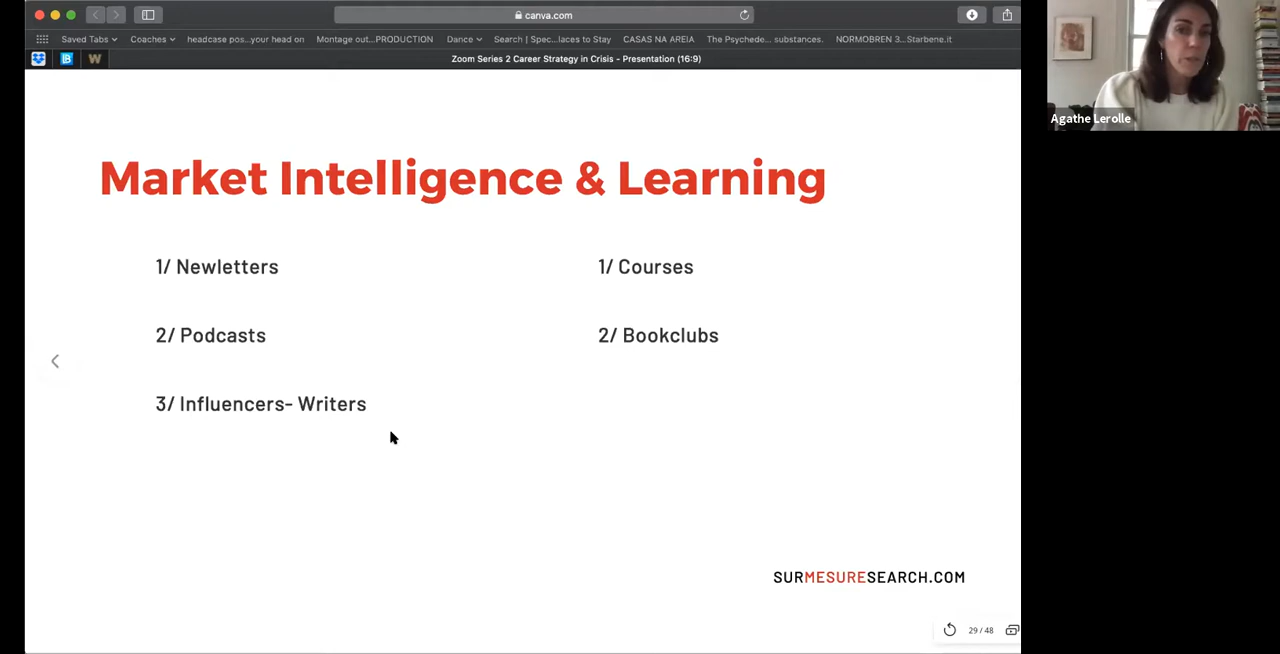 canva.com
Saved Tabs
Coaches
headcase pos...your head on
Montage out...PRODUCTION
Dance
Search | Spec...laces to Stay
CASAS NA AREIA
The Psychede... substances.
NORMOBREN 3...Starbene.it
B
W
Zoom Series 2 Career Strategy in Crisis - Presentation (16:9)
Agathe Lerolle
Market Intelligence & Learning
1/ Newletters
2/ Podcasts
3/ Influencers- Writers
1/ Courses
2/ Bookclubs
SURMESURESEARCH.COM
29 / 48